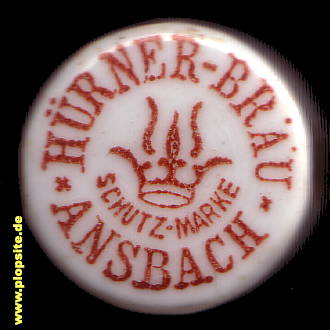 HÜRNER-BRÄU
SCHUTZ-MARKE
* ANSBACH *
www.plopsite.de